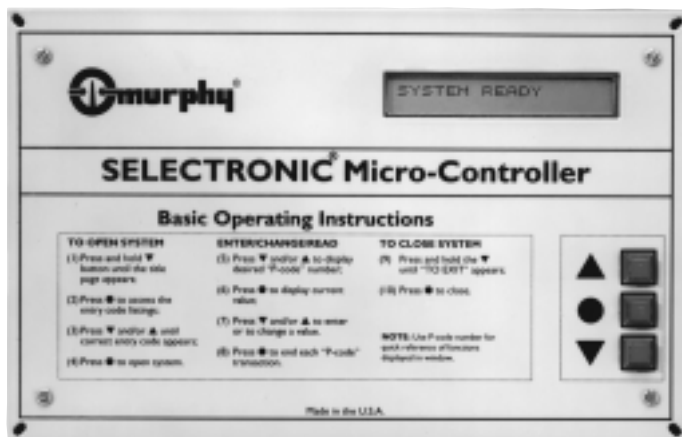 murphy®
SYSTEM READY
SELECTRONIC® Micro-Controller
Basic Operating Instructions
TO OPEN SYSTEM
(1) Press and hold ▼
button until the title
page appears;
(2) Press ● to access the
entry code listings;
(3) Press ▼ and/or ▲ until
correct entry code appears;
(4) Press ● to open system.
ENTER/CHANGE/READ
(5) Press ▼ and/or ▲ to display
desired "P-code" number;
(6) Press ● to display current
value;
(7) Press ▼ and/or ▲ to enter
or to change a value.
(8) Press ● to end each "P-code"
transaction.
TO CLOSE SYSTEM
(9) Press and hold the ▼
until "TO EXIT" appears;
(10) Press ● to close.
NOTE: Use P-code number for
quick reference of functions
displayed in window.
▲
●
▼
Made in the U.S.A.